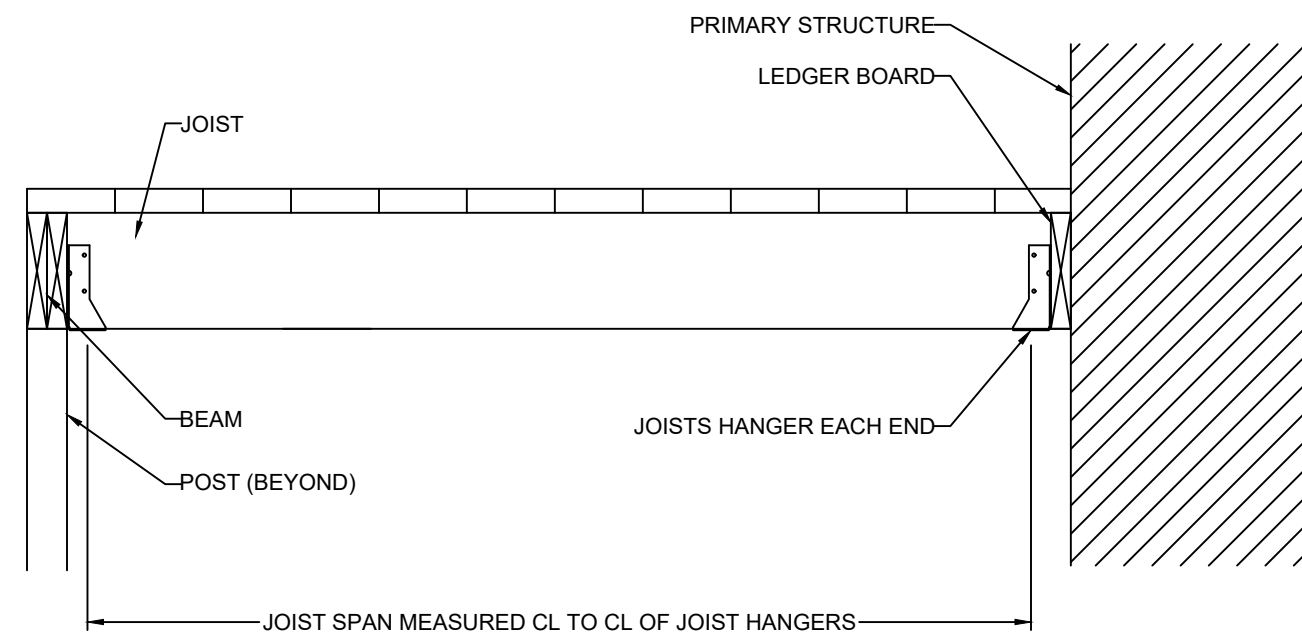 PRIMARY STRUCTURE
LEDGER BOARD
JOIST
BEAM
JOISTS HANGER EACH END
POST (BEYOND)
JOIST SPAN MEASURED CL TO CL OF JOIST HANGERS